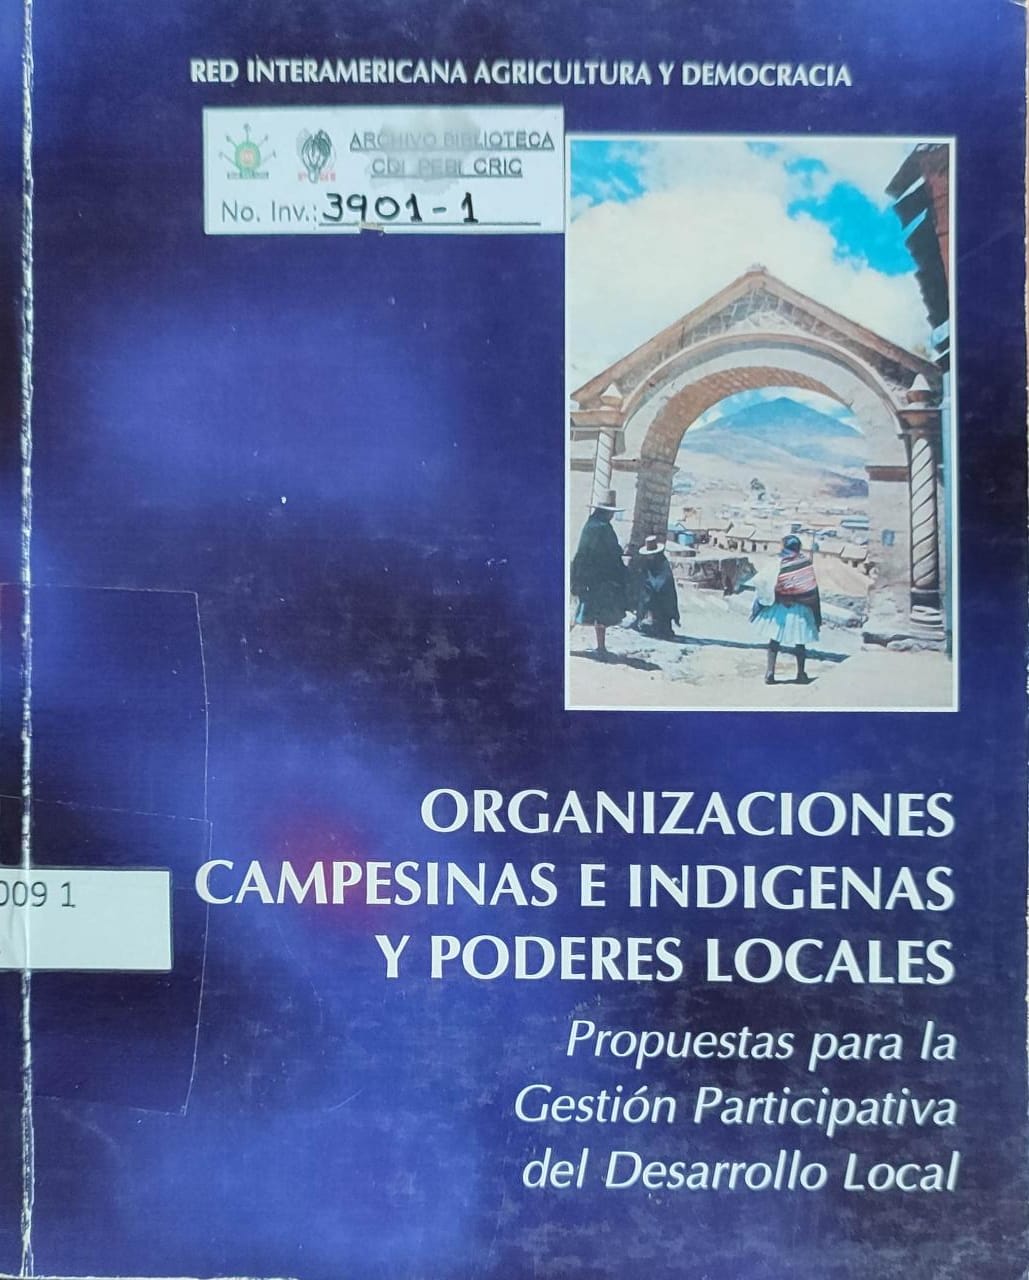 RED INTERAMERICANA AGRICULTURA Y DEMOCRACIA
ARCHIVO BIBLIOTECA
CDI PEBI CRIC
No. Inv.: 3901-1
ORGANIZACIONES
CAMPESINAS E INDIGENAS
Y PODERES LOCALES
009 1
Propuestas para la
Gestión Participativa
del Desarrollo Local